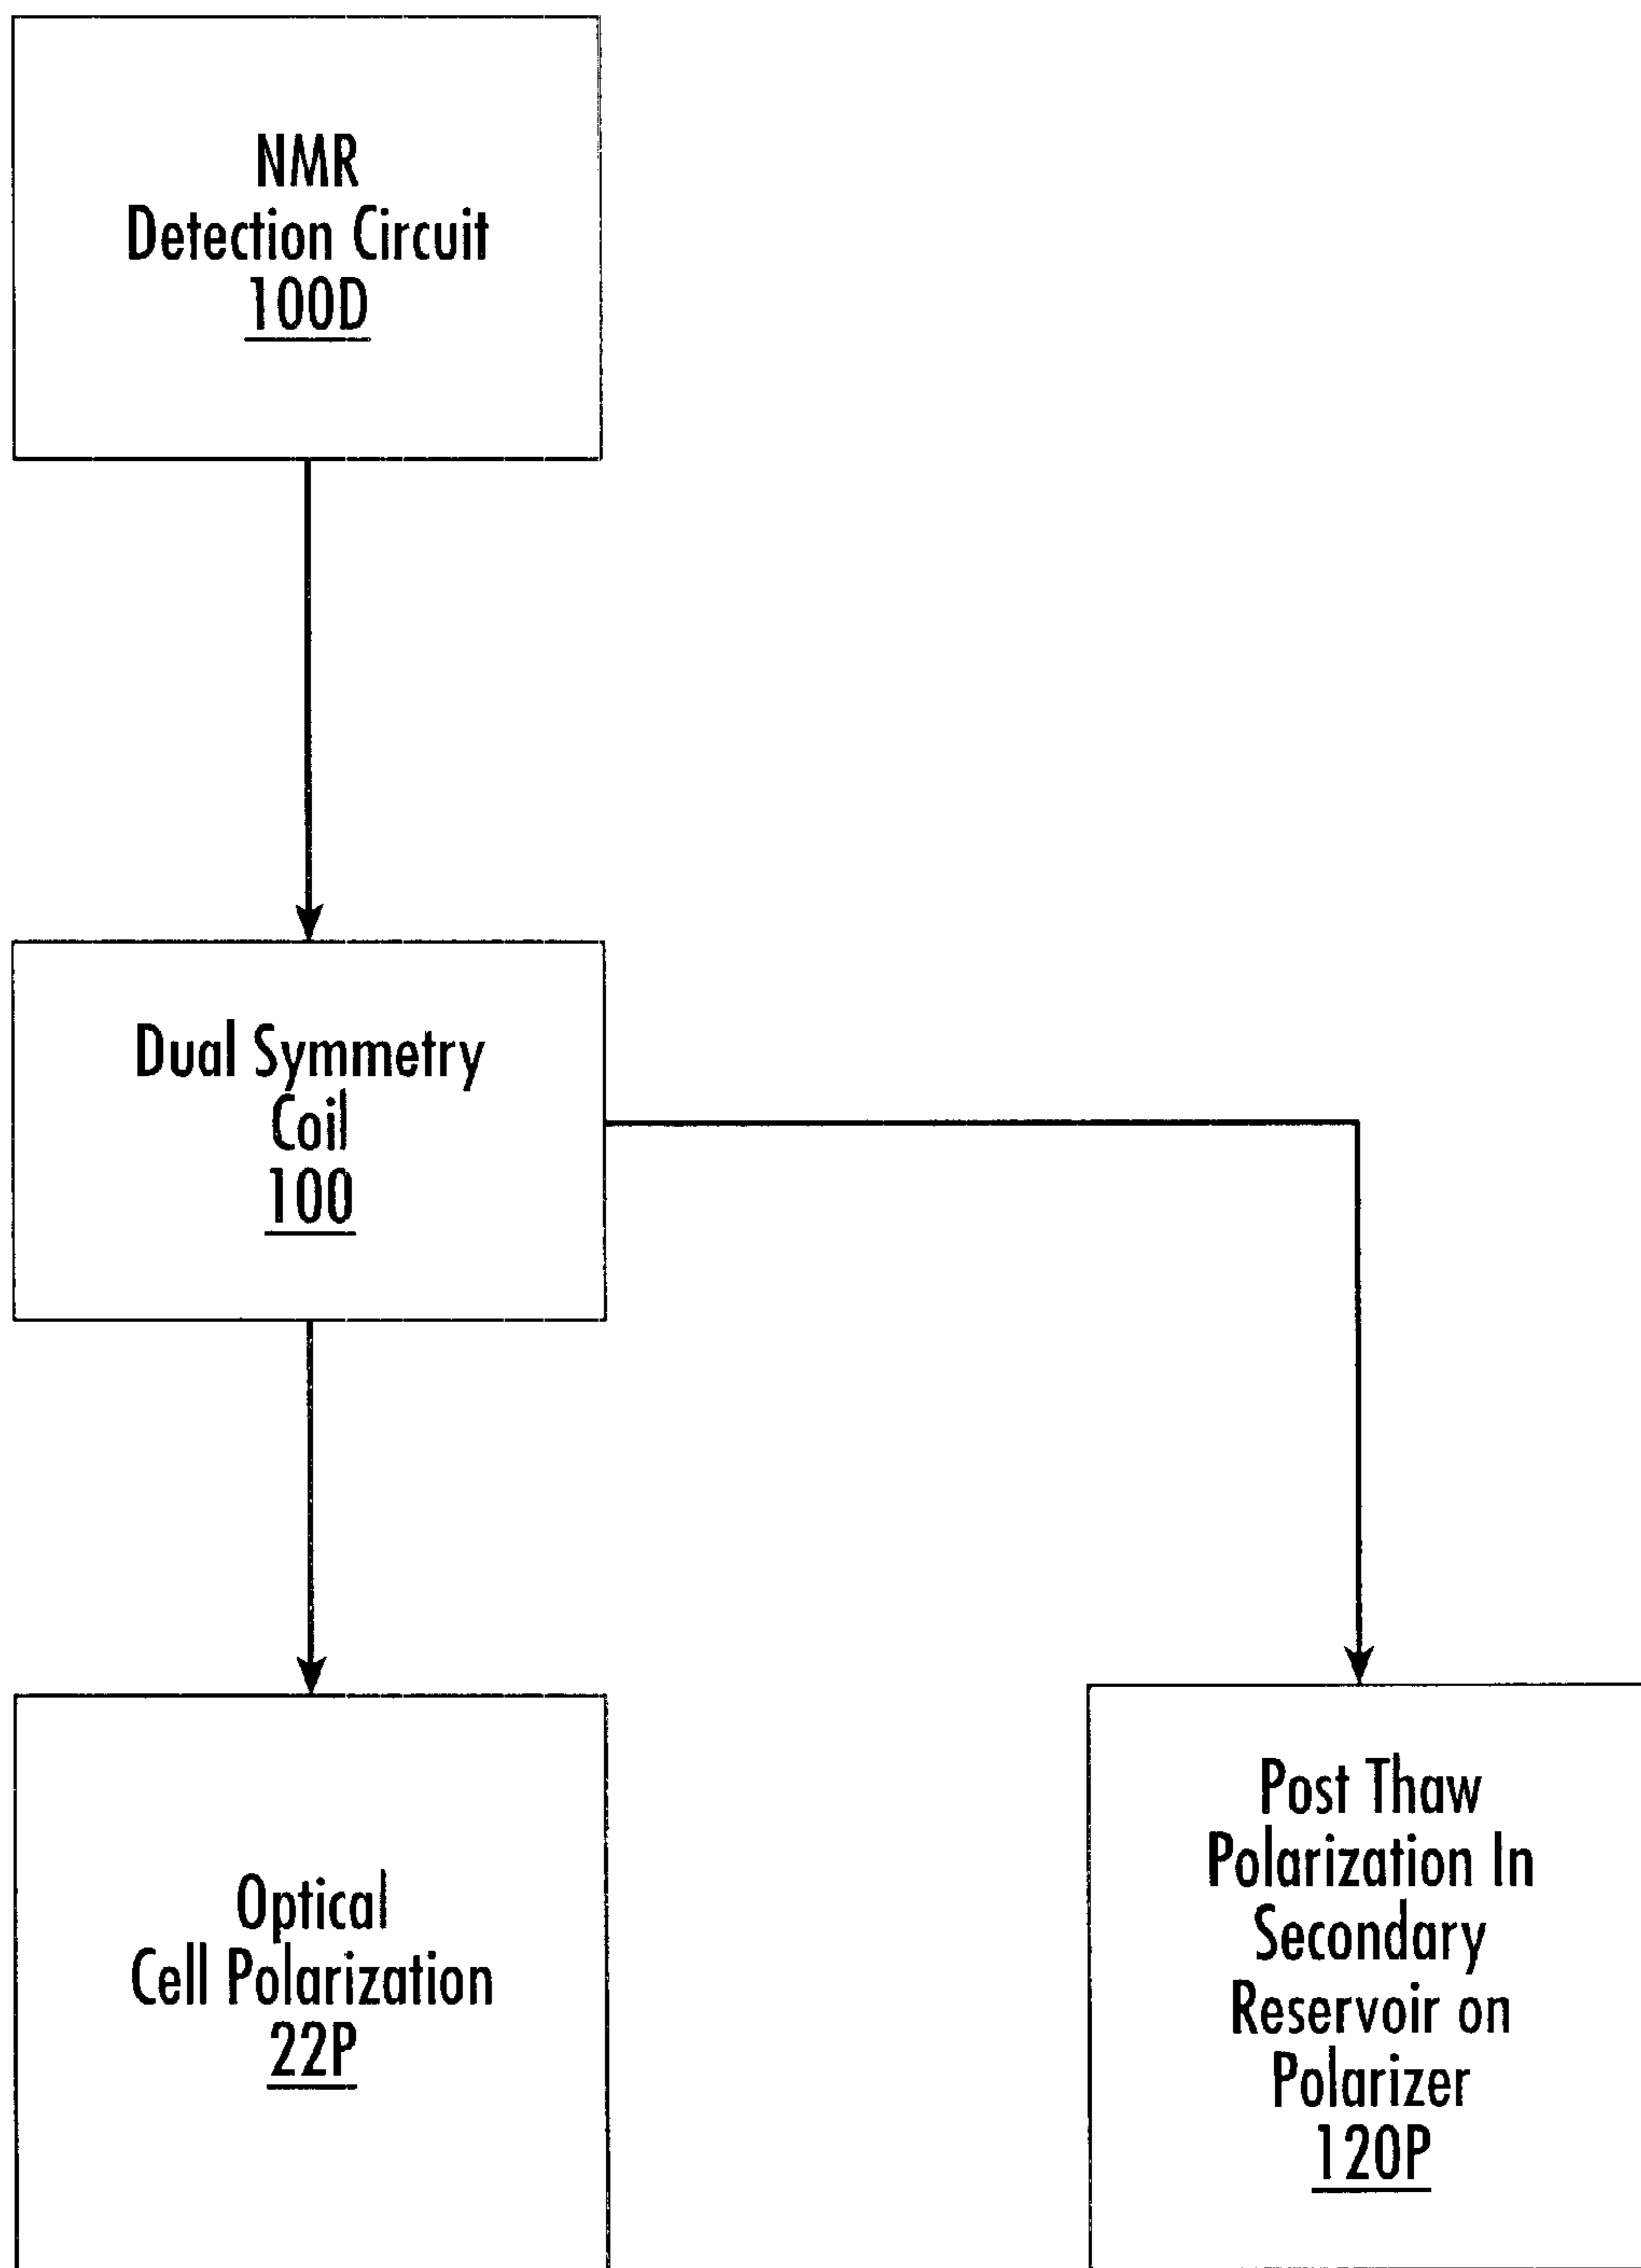 NMR
Detection Circuit
100D
Dual Symmetry
Coil
100
Optical
Cell Polarization
22P
Post Thaw
Polarization In
Secondary
Reservoir on
Polarizer
120P